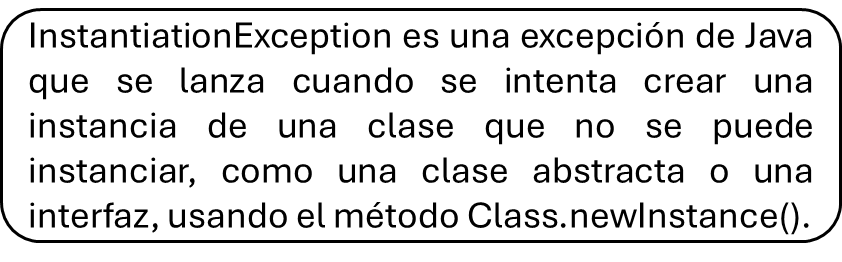 InstantiationException es una excepción de Java
que se lanza cuando se intenta crear una
instancia de una clase que no se puede
instanciar, como una clase abstracta o una
interfaz, usando el método Class.newInstance().